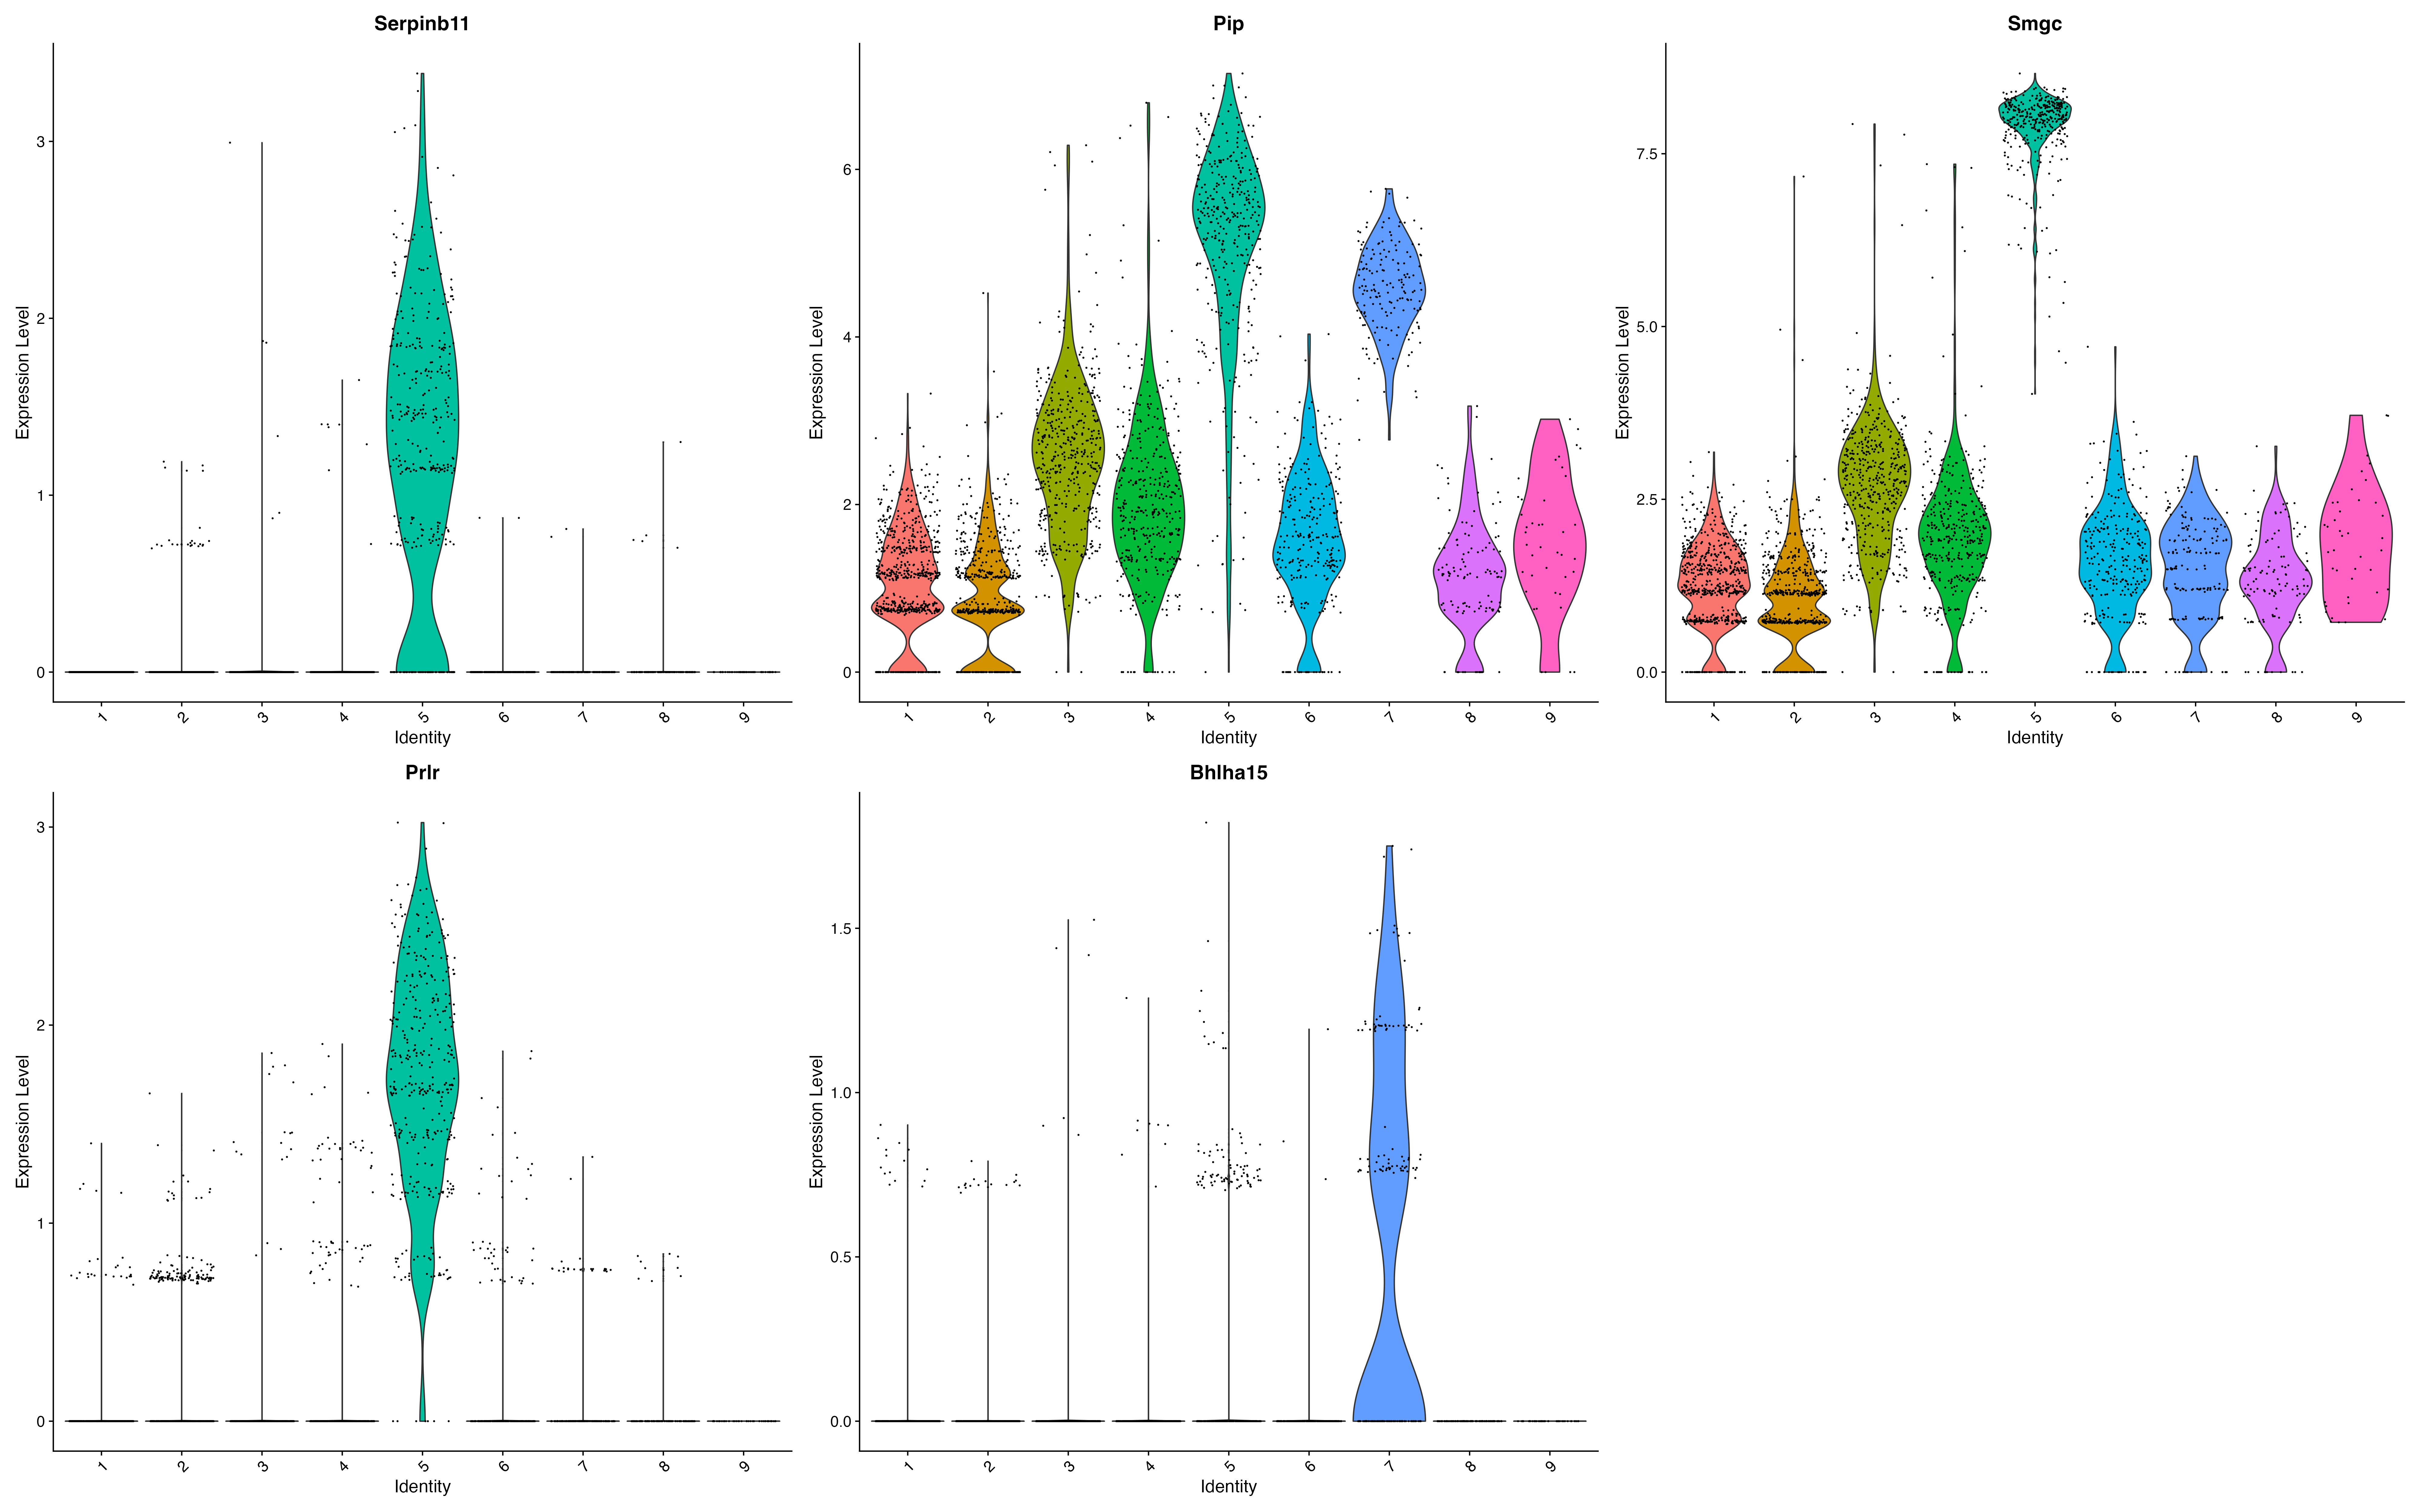 Serpinb11
Expression Level
3
2
1
0
1 2 3 4 5 6 7 8 9
Identity
Pip
Expression Level
6
4
2
0
1 2 3 4 5 6 7 8 9
Identity
Smgc
Expression Level
7.5
5.0
2.5
0.0
1 2 3 4 5 6 7 8 9
Identity
Prlr
Expression Level
3
2
1
0
1 2 3 4 5 6 7 8 9
Identity
Bhlha15
Expression Level
1.5
1.0
0.5
0.0
1 2 3 4 5 6 7 8 9
Identity